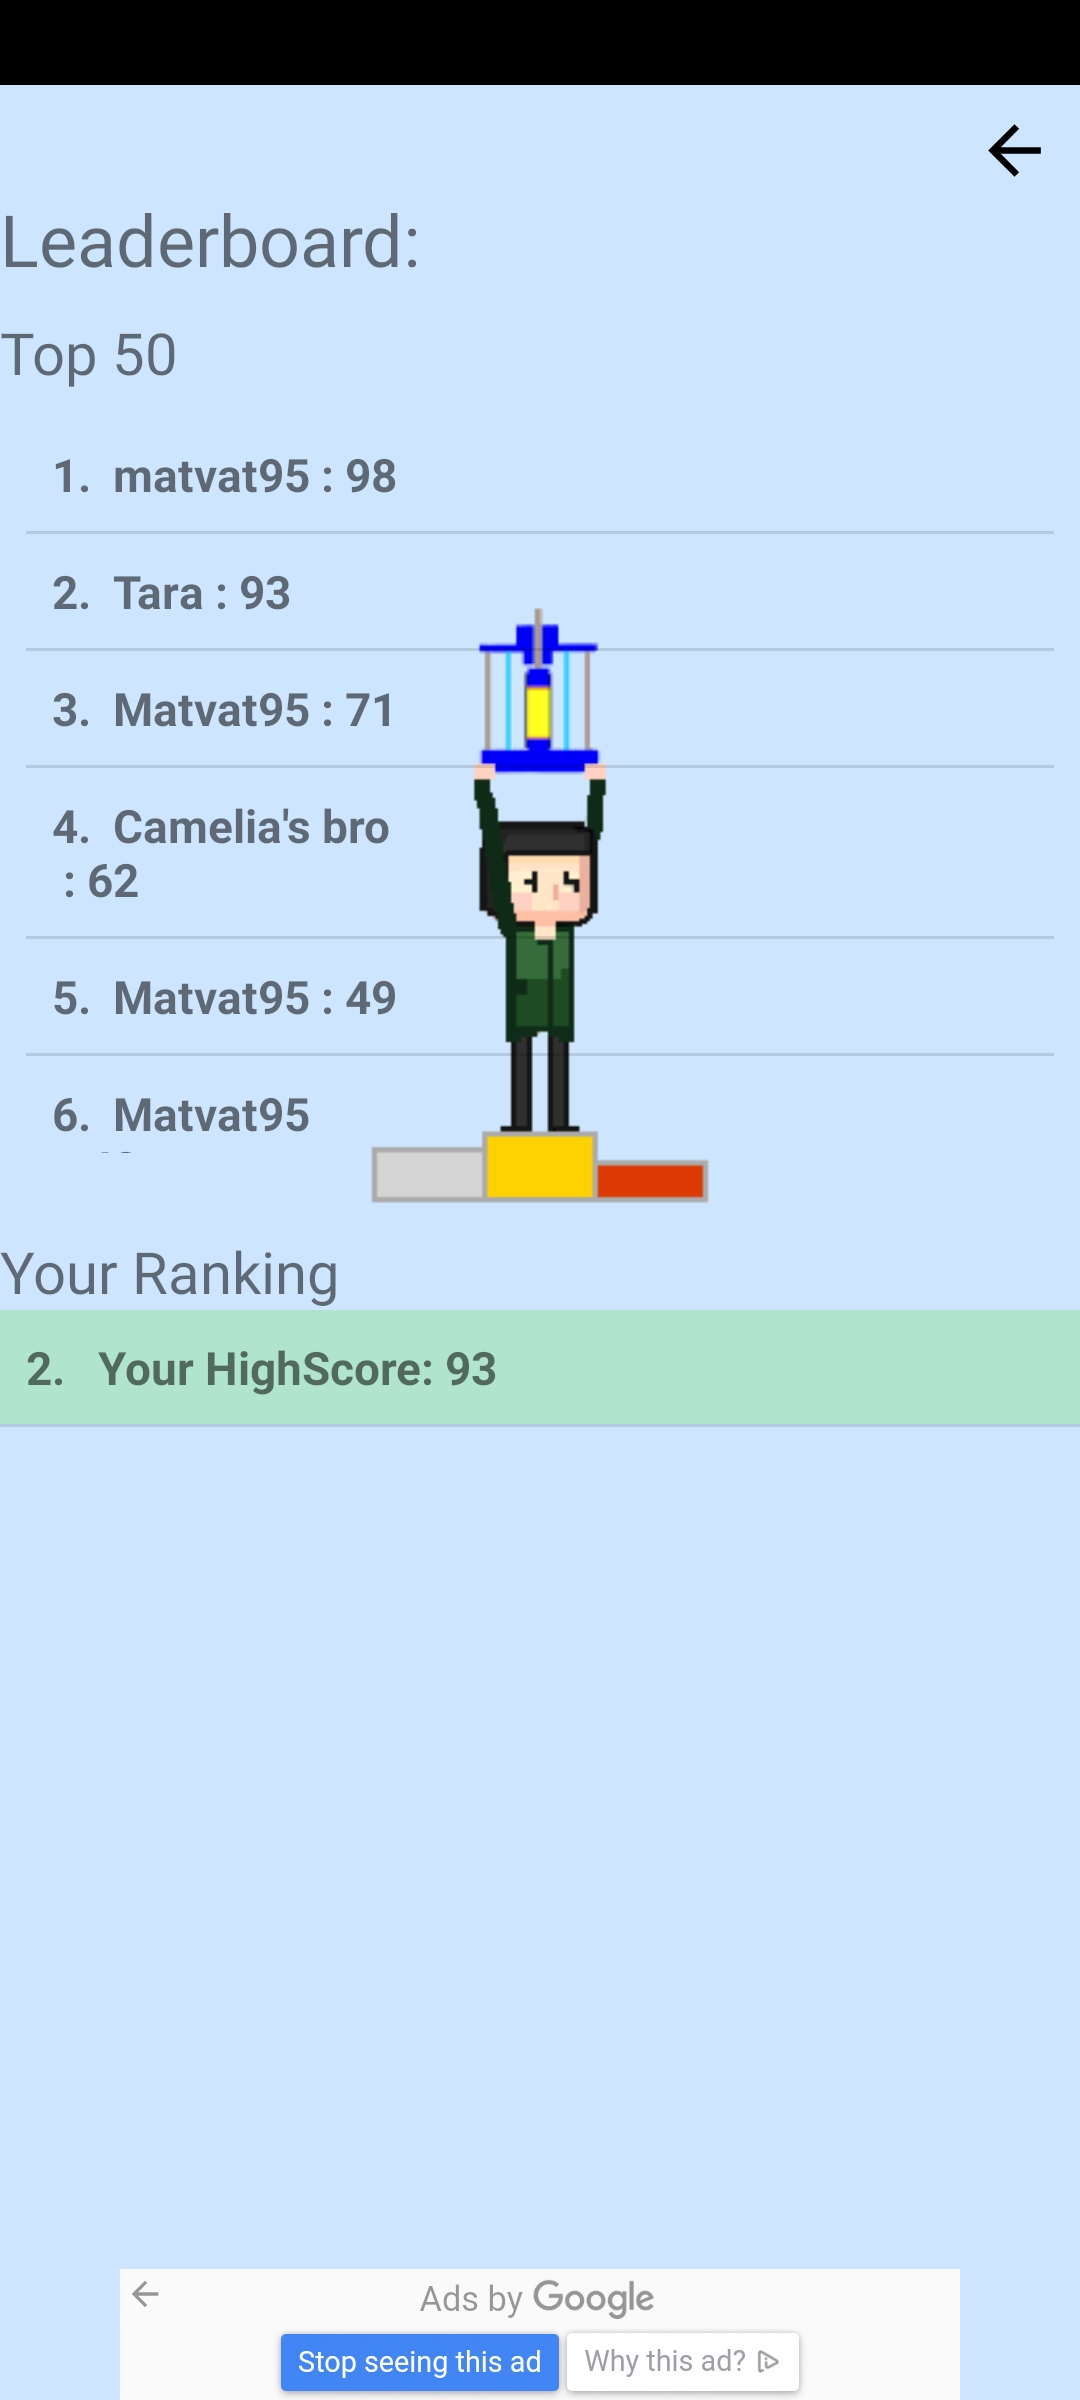 Leaderboard:
Top 50
1. matvat95 : 98
2. Tara : 93
3. Matvat95 : 71
4. Camelia's bro
: 62
5. Matvat95 : 49
6. Matvat95
Your Ranking
2. Your HighScore: 93
Ads by Google
Stop seeing this ad
Why this ad?